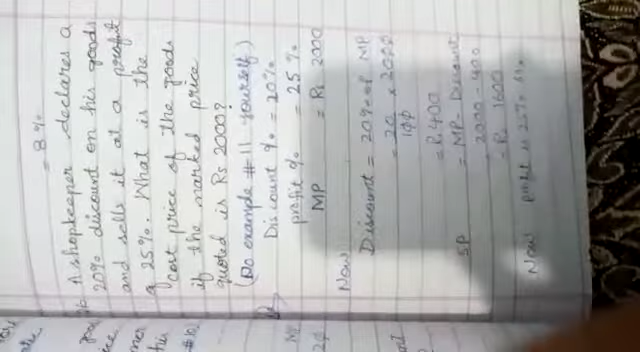 = 8%
A shopkeeper declares a
20% discount on his goods
and sells it at a profit
of 25%. What is the
cost price of the goods
if the marked price
quoted is Rs 2000?
(Do example #11 yourself)
Discount % = 20%
profit % = 25%
MP = Rs 2000
Now
Discount = 20% of MP
= 20/100 x 2000
= R. 400
SP = MP - Discount
2000 - 400
= R. 1600
Now profit is 25%